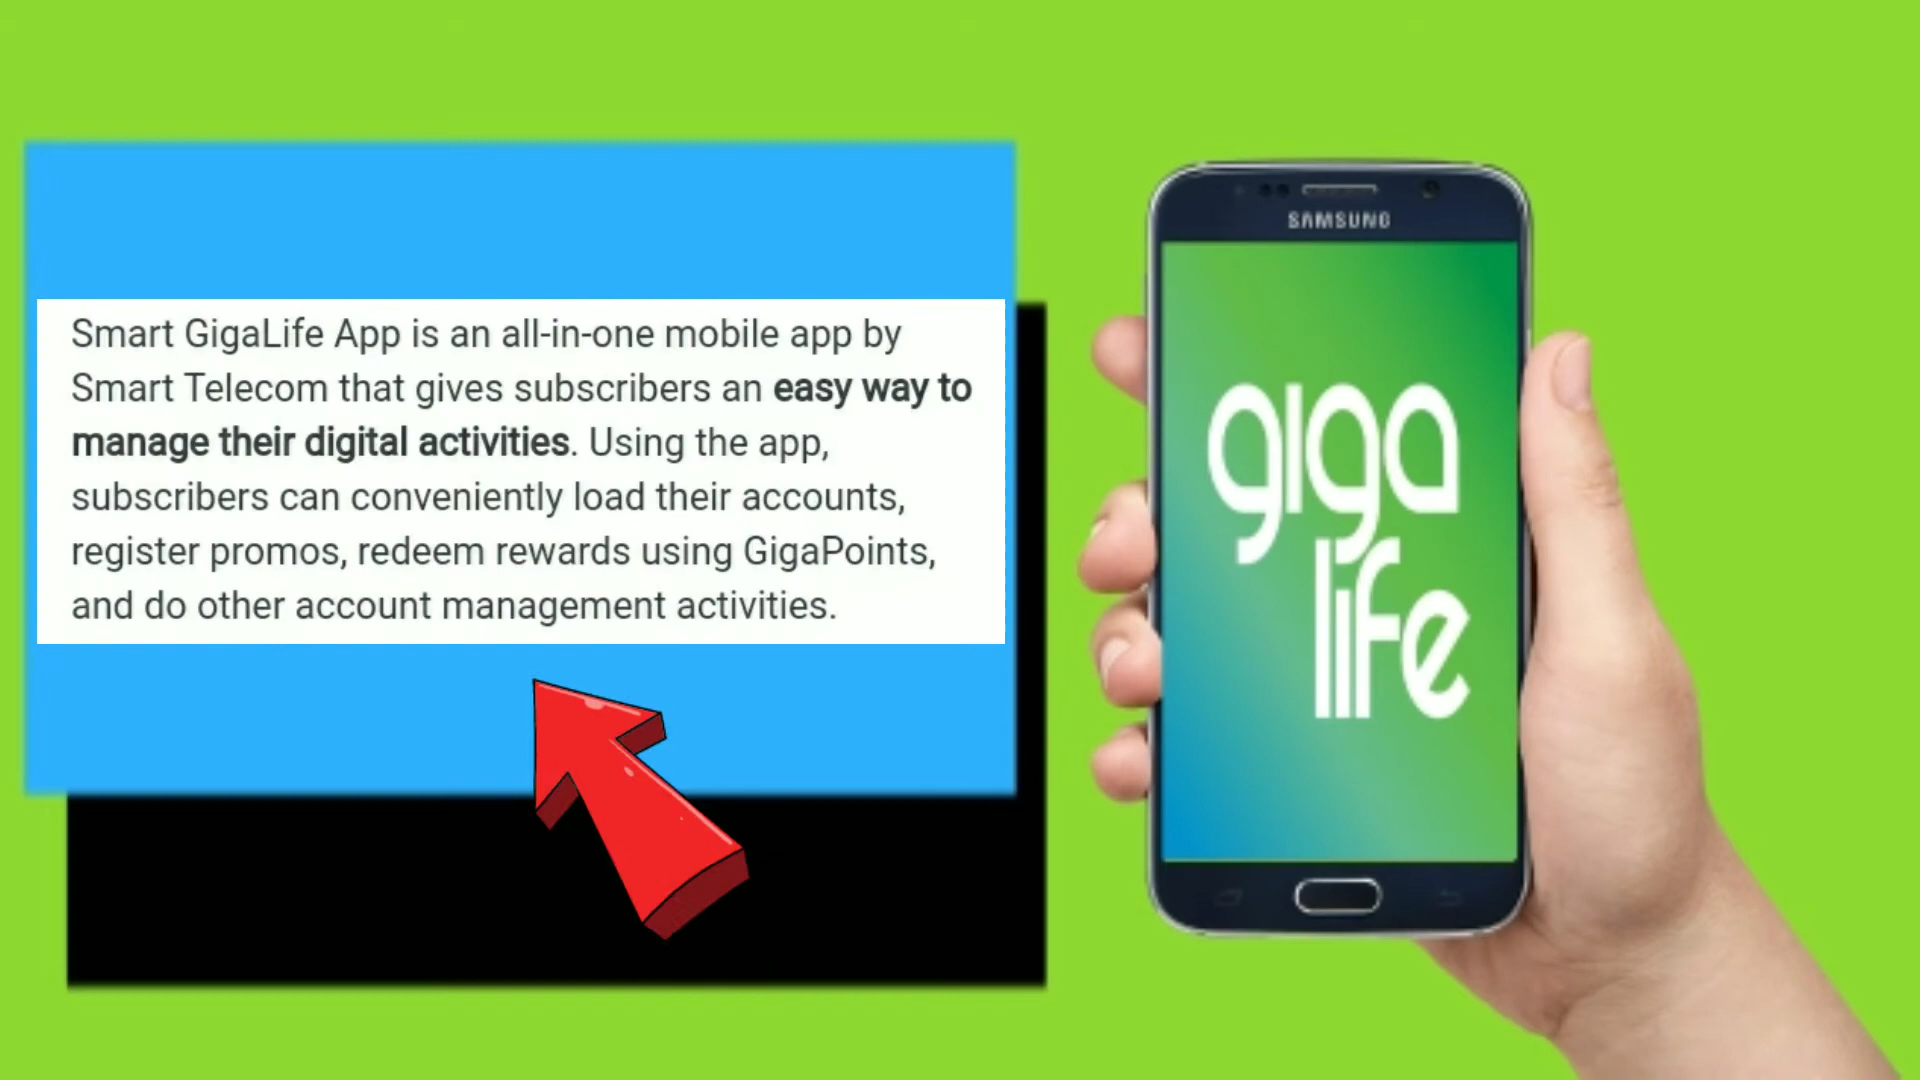 Smart GigaLife App is an all-in-one mobile app by
Smart Telecom that gives subscribers an easy way to
manage their digital activities. Using the app,
subscribers can conveniently load their accounts,
register promos, redeem rewards using GigaPoints,
and do other account management activities.
SAMSUNG
giga
life